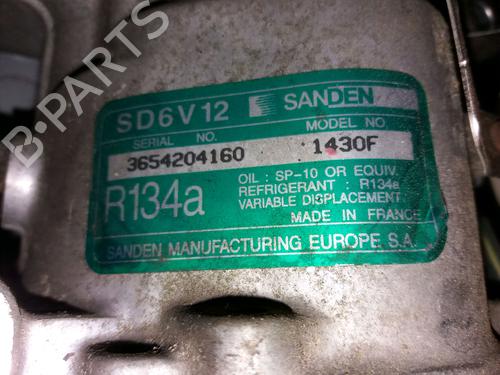 SD6V12 SANDEN
SERIAL NO. MODEL NO
3654204160 1430F
R134a
OIL : SP-10 OR EQUIV.
REFRIGERANT : R134a
VARIABLE DISPLACEMENT
MADE IN FRANCE
SANDEN MANUFACTURING EUROPE S.A.
B-PARTS